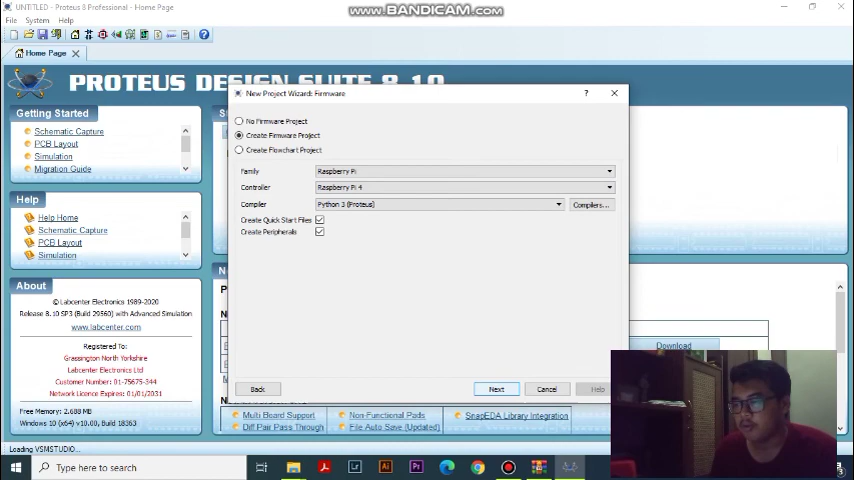 UNTITLED - Proteus 8 Professional - Home Page
www.BANDICAM.com
File System Help
Home Page
PROTEUS DESIGN SUITE 8.10
Getting Started
Schematic Capture
PCB Layout
Simulation
Migration Guide
Help
Help Home
Schematic Capture
PCB Layout
Simulation
About
© Labcenter Electronics 1989-2020
Release 8.10 SP3 (Build 29560) with Advanced Simulation
www.labcenter.com
Registered To:
Grassington North Yorkshire
Labcenter Electronics Ltd
Customer Number: 01-75675-344
Network Licence Expires: 01/01/2031
Free Memory: 2.688 MB
Windows 10 (x64) v10.00, Build 18363
New Project Wizard: Firmware
No Firmware Project
Create Firmware Project
Create Flowchart Project
Family Raspberry Pi
Controller Raspberry Pi 4
Compiler Python 3 (Proteus) Compilers...
Create Quick Start Files
Create Peripherals
Back Next Cancel Help
Download
Multi Board Support Non-Functional Pads SnapEDA Library Integration
Diff Pair Pass Through File Auto Save (Updated)
Loading VSMSTUDIO...
Type here to search